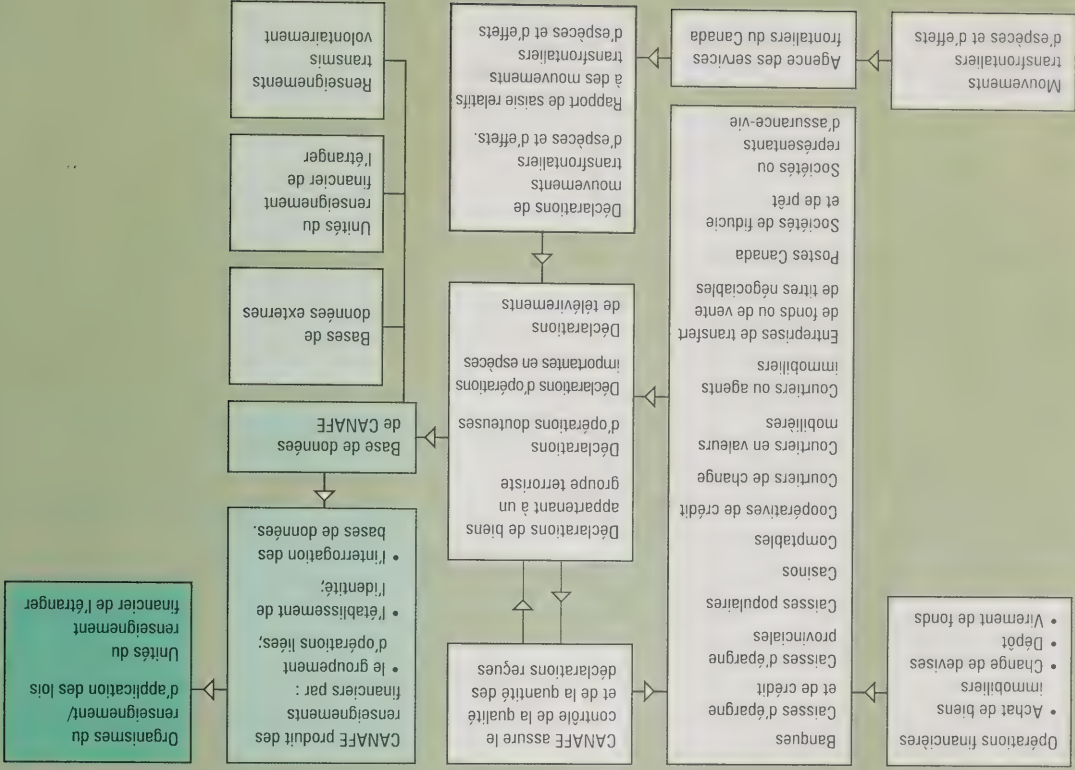 Opérations financières
• Achat de biens
immobiliers
• Change de devises
• Dépôt
• Virement de fonds
Mouvements
transfrontaliers
d'espèces et d'effets
Banques
Caisses d'épargne
et de crédit
Caisses d'épargne
provinciales
Caisses populaires
Casinos
Comptables
Coopératives de crédit
Courtiers de change
Courtiers en valeurs
mobilières
Courtiers ou agents
immobiliers
Entreprises de transfert
de fonds ou de vente
de titres négociables
Postes Canada
Sociétés de fiducie
et de prêt
Sociétés ou
représentants
d'assurance-vie
Agence des services
frontaliers du Canada
CANAFE assure le
contrôle de la qualité
et de la quantité des
déclarations reçues
Déclarations de biens
appartenant à un
groupe terroriste
Déclarations
d'opérations douteuses
Déclarations d'opérations
importantes en espèces
Déclarations
de télévirements
Déclarations de
mouvements
transfrontaliers
d'espèces et d'effets.
Rapport de saisie relatifs
à des mouvements
transfrontaliers
d'espèces et d'effets
CANAFE produit des
renseignements
financiers par :
• le groupement
d'opérations liées;
• l'établissement de
l'identité;
• l'interrogation des
bases de données.
Base de données
de CANAFE
Bases de
données externes
Unités du
renseignement
financier de
l'étranger
Renseignements
transmis
volontairement
Organismes du
renseignement/
d'application des lois
Unités du
renseignement
financier de l'étranger